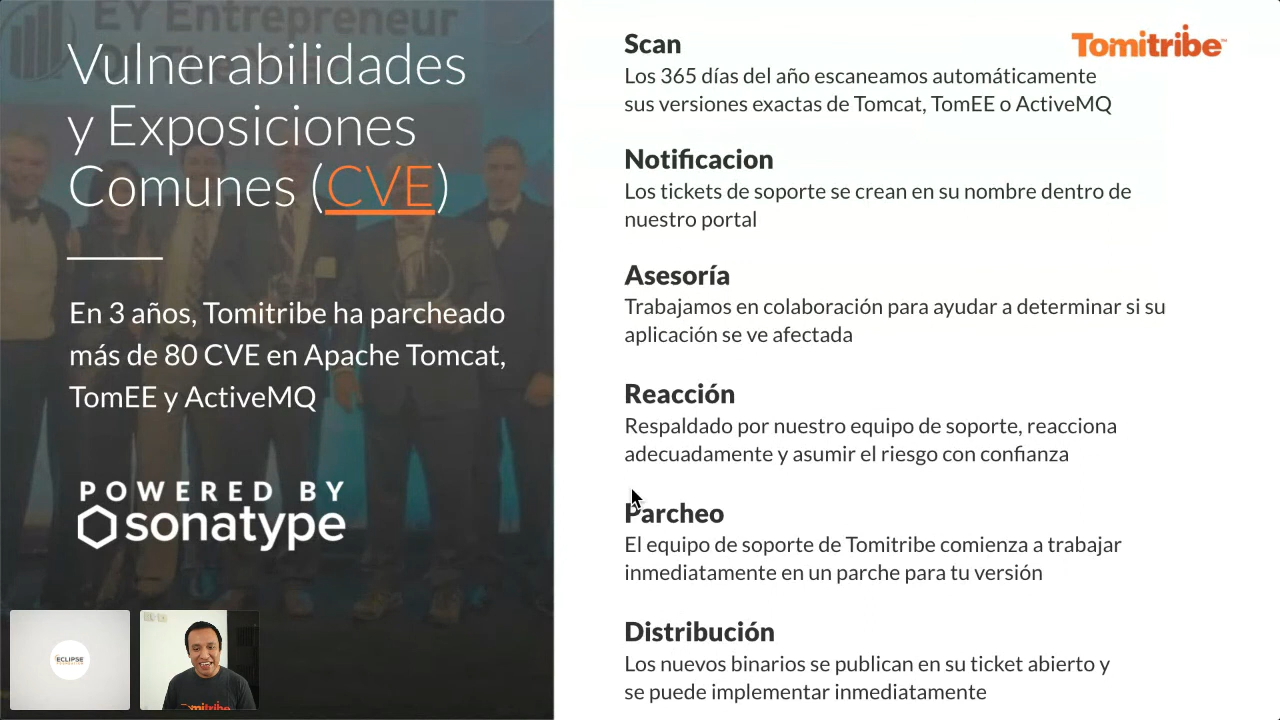 EY Entrepreneur
Vulnerabilidades
y Exposiciones
Comunes (CVE)
En 3 años, Tomitribe ha parcheado
más de 80 CVE en Apache Tomcat,
TomEE y ActiveMQ
POWERED BY
sonatype
ECLIPSE
FOUNDATION
Tomitribe
Tomitribe™
Scan
Los 365 días del año escaneamos automáticamente
sus versiones exactas de Tomcat, TomEE o ActiveMQ
Notificacion
Los tickets de soporte se crean en su nombre dentro de
nuestro portal
Asesoría
Trabajamos en colaboración para ayudar a determinar si su
aplicación se ve afectada
Reacción
Respaldado por nuestro equipo de soporte, reacciona
adecuadamente y asumir el riesgo con confianza
Parcheo
El equipo de soporte de Tomitribe comienza a trabajar
inmediatamente en un parche para tu versión
Distribución
Los nuevos binarios se publican en su ticket abierto y
se puede implementar inmediatamente